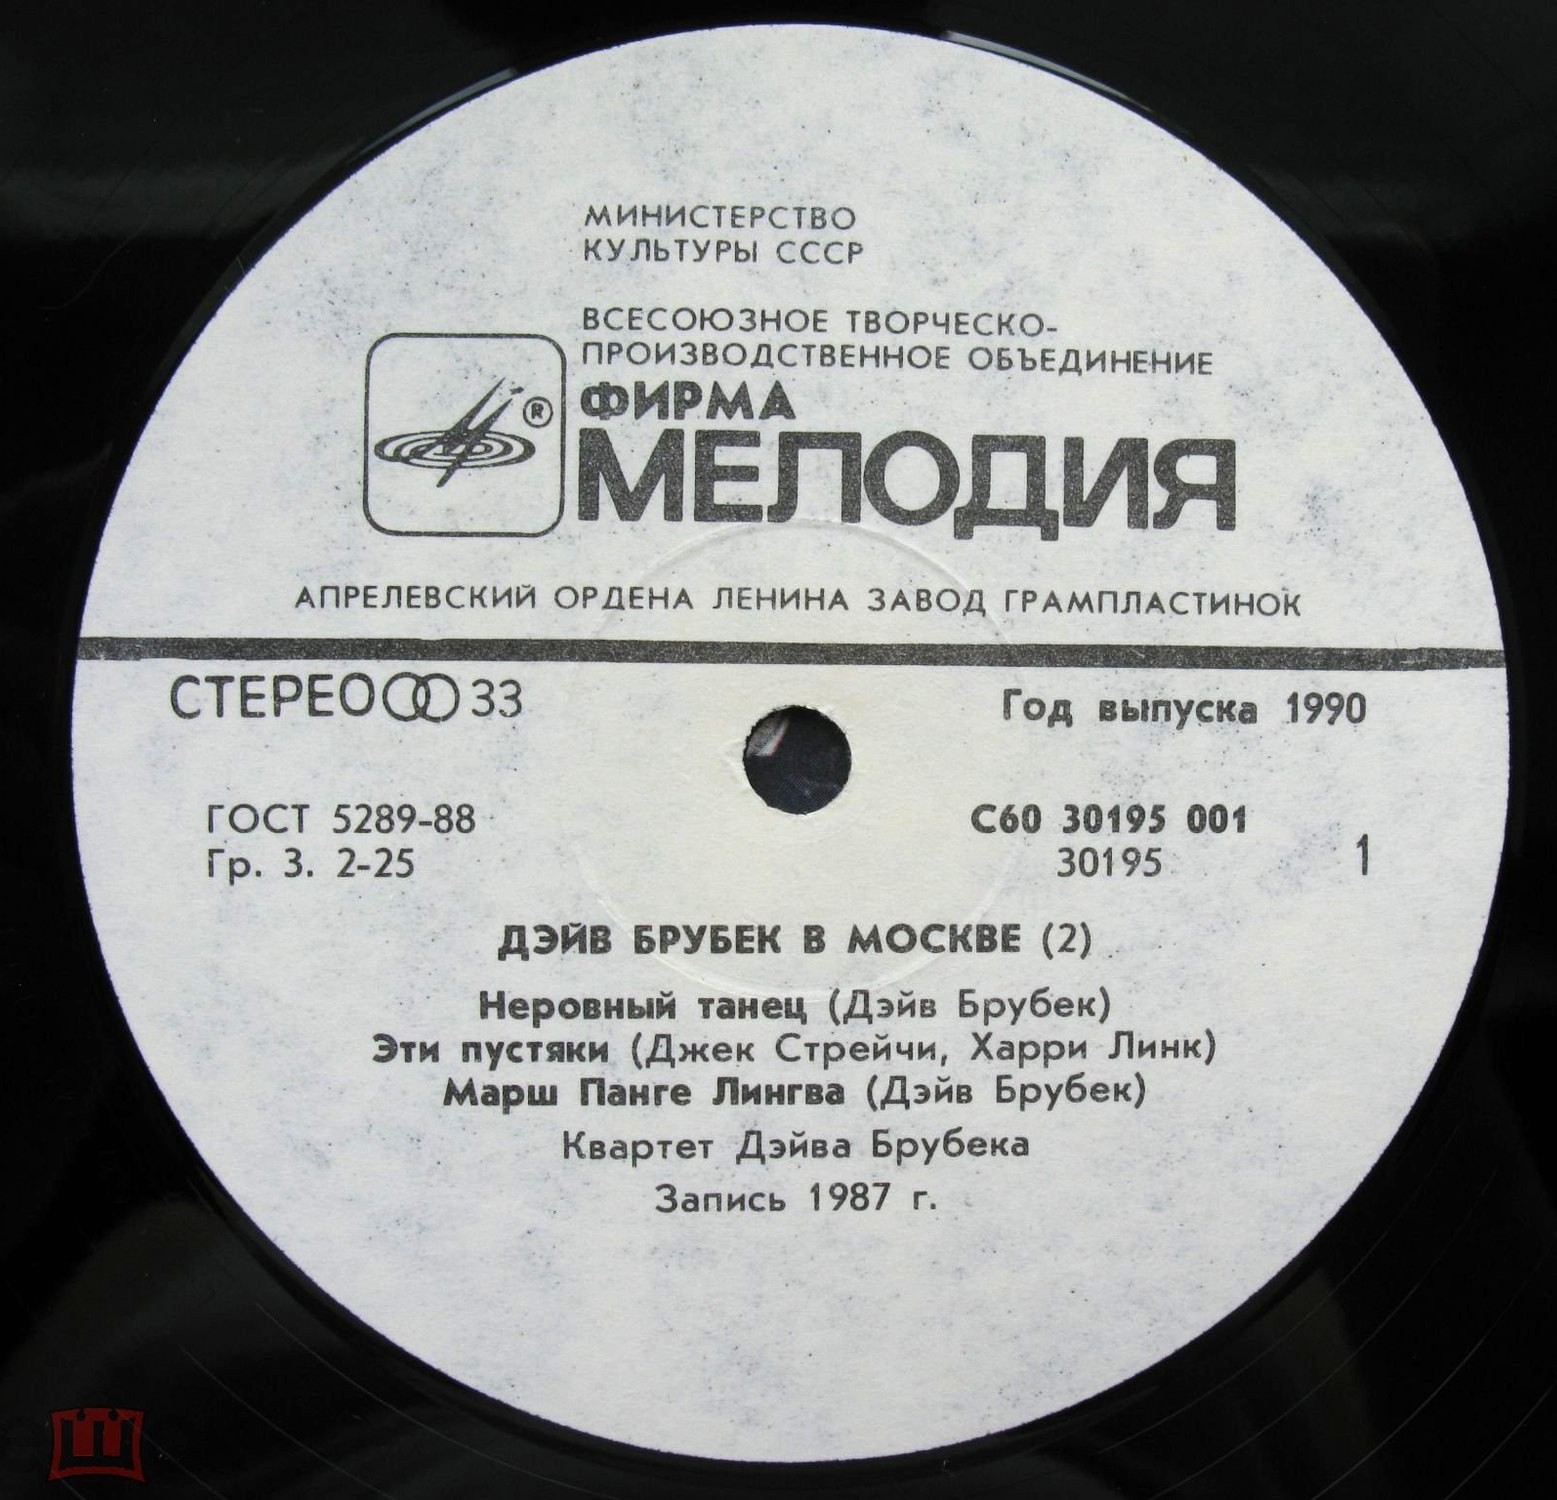 МИНИСТЕРСТВО
КУЛЬТУРЫ СССР
ВСЕСОЮЗНОЕ ТВОРЧЕСКО-
ПРОИЗВОДСТВЕННОЕ ОБЪЕДИНЕНИЕ
®
ФИРМА
МЕЛОДИЯ
АПРЕЛЕВСКИЙ ОРДЕНА ЛЕНИНА ЗАВОД ГРАМПЛАСТИНОК
СТЕРЕО 33
Год выпуска 1990
ГОСТ 5289-88
Гр. 3. 2-25
С60 30195 001
30195
1
ДЭЙВ БРУБЕК В МОСКВЕ (2)
Неровный танец (Дэйв Брубек)
Эти пустяки (Джек Стрейчи, Харри Линк)
Марш Панге Лингва (Дэйв Брубек)
Квартет Дэйва Брубека
Запись 1987 г.